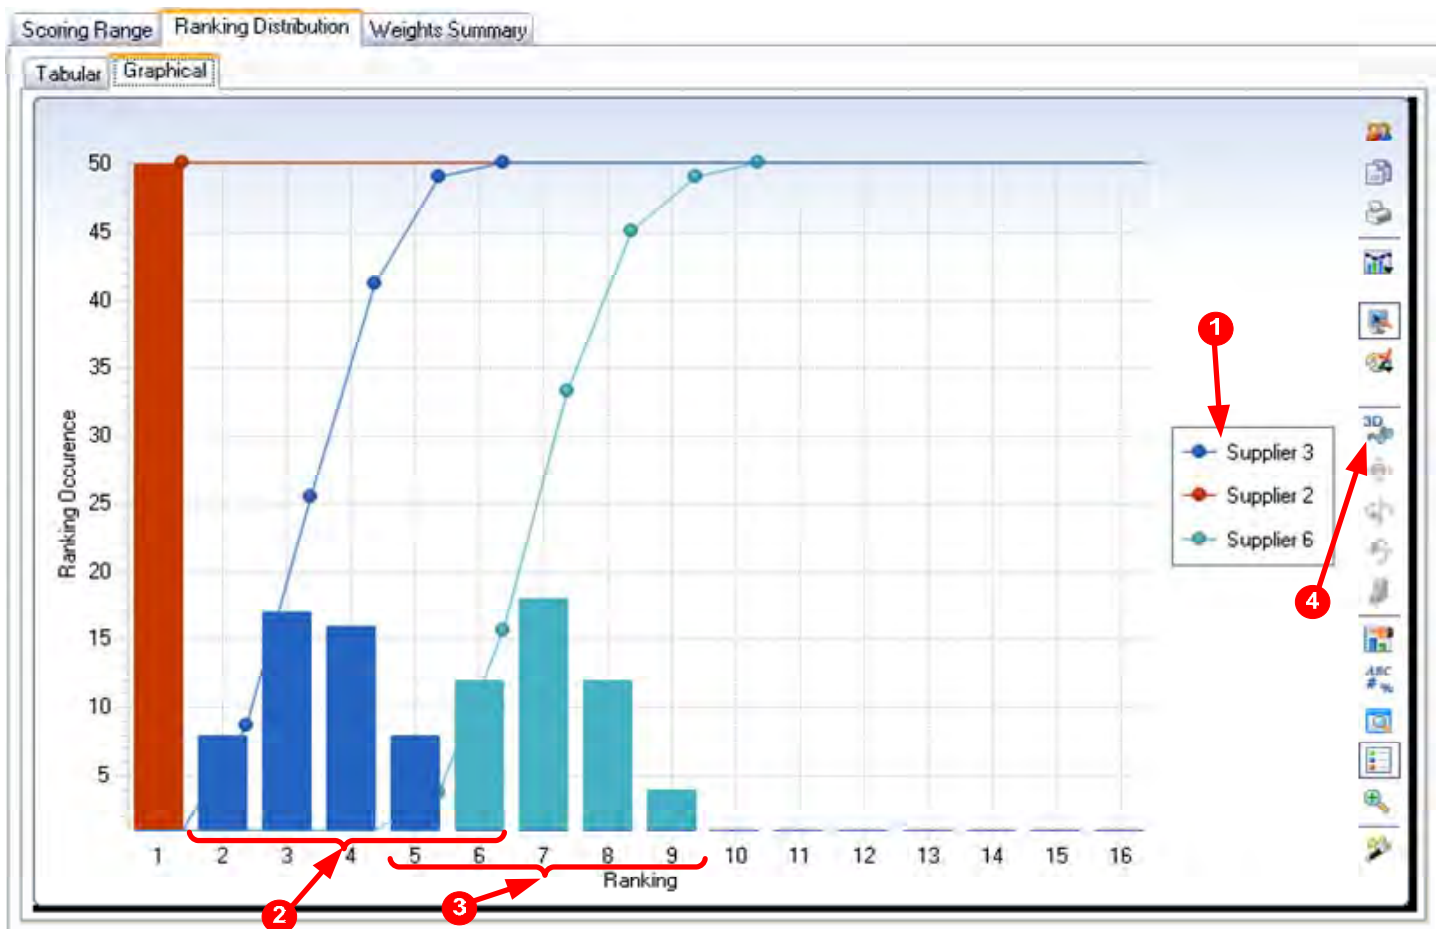 Scoring Range Ranking Distribution Weights Summary
Tabular Graphical
50
45
40
35
30
25
20
15
10
5
Ranking Occurence
1 2 3 4 5 6 7 8 9 10 11 12 13 14 15 16
Ranking
1
Supplier 3
Supplier 2
Supplier 6
2
3
4
3D
ABC
# %